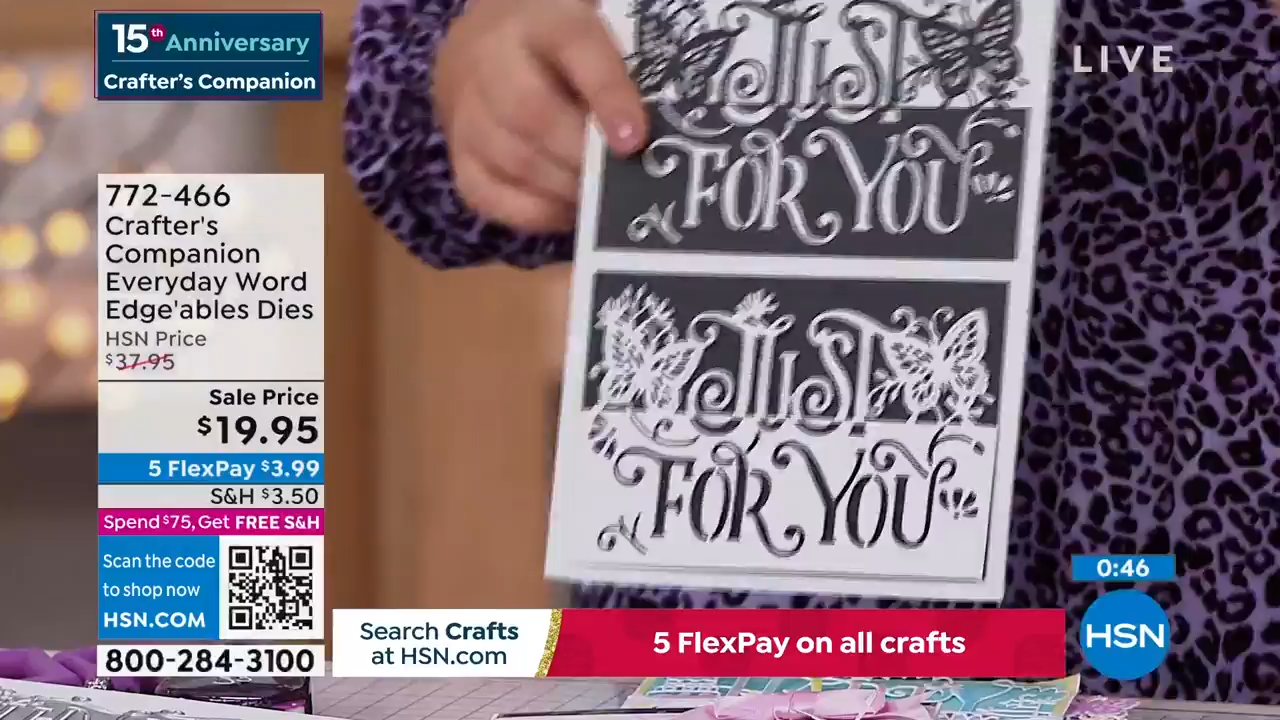 15th Anniversary
Crafter's Companion
LIVE
772-466
Crafter's
Companion
Everyday Word
Edge'ables Dies
HSN Price
$37.95
Sale Price
$19.95
5 FlexPay $3.99
S&H $3.50
Spend $75, Get FREE S&H
Scan the code
to shop now
HSN.COM
800-284-3100
JUST
FOR YOU
JUST
FOR YOU
Search Crafts
at HSN.com
5 FlexPay on all crafts
0:46
HSN